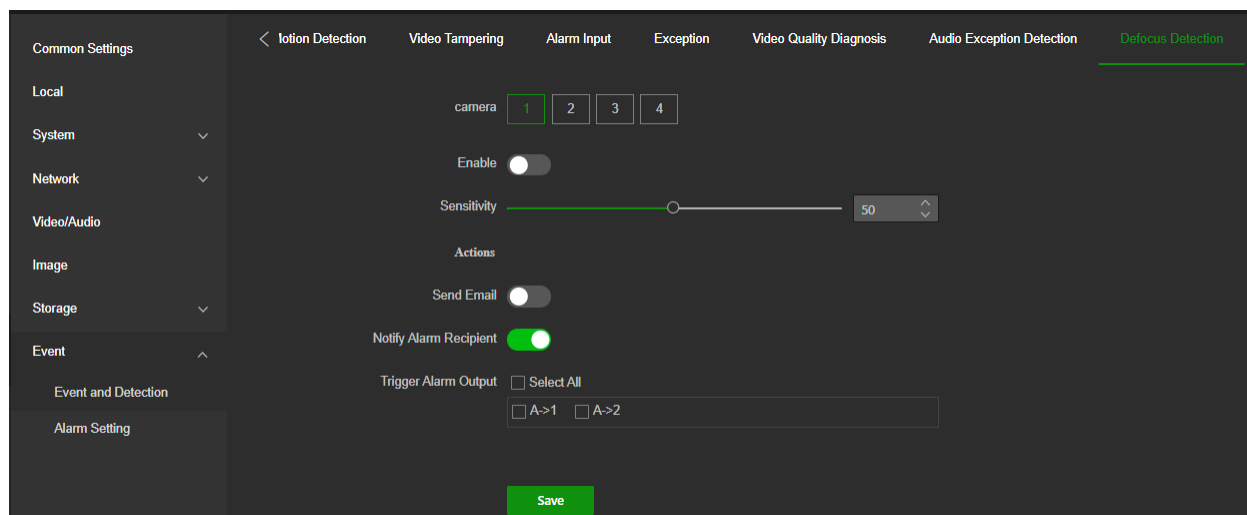 Common Settings
Local
System
Network
Video/Audio
Image
Storage
Event
Event and Detection
Alarm Setting
Detection Video Tampering Alarm Input Exception Video Quality Diagnosis Audio Exception Detection Defocus Detection
camera 1 2 3 4
Enable
Sensitivity 50
Actions
Send Email
Notify Alarm Recipient
Trigger Alarm Output Select All
A->1 A->2
Save